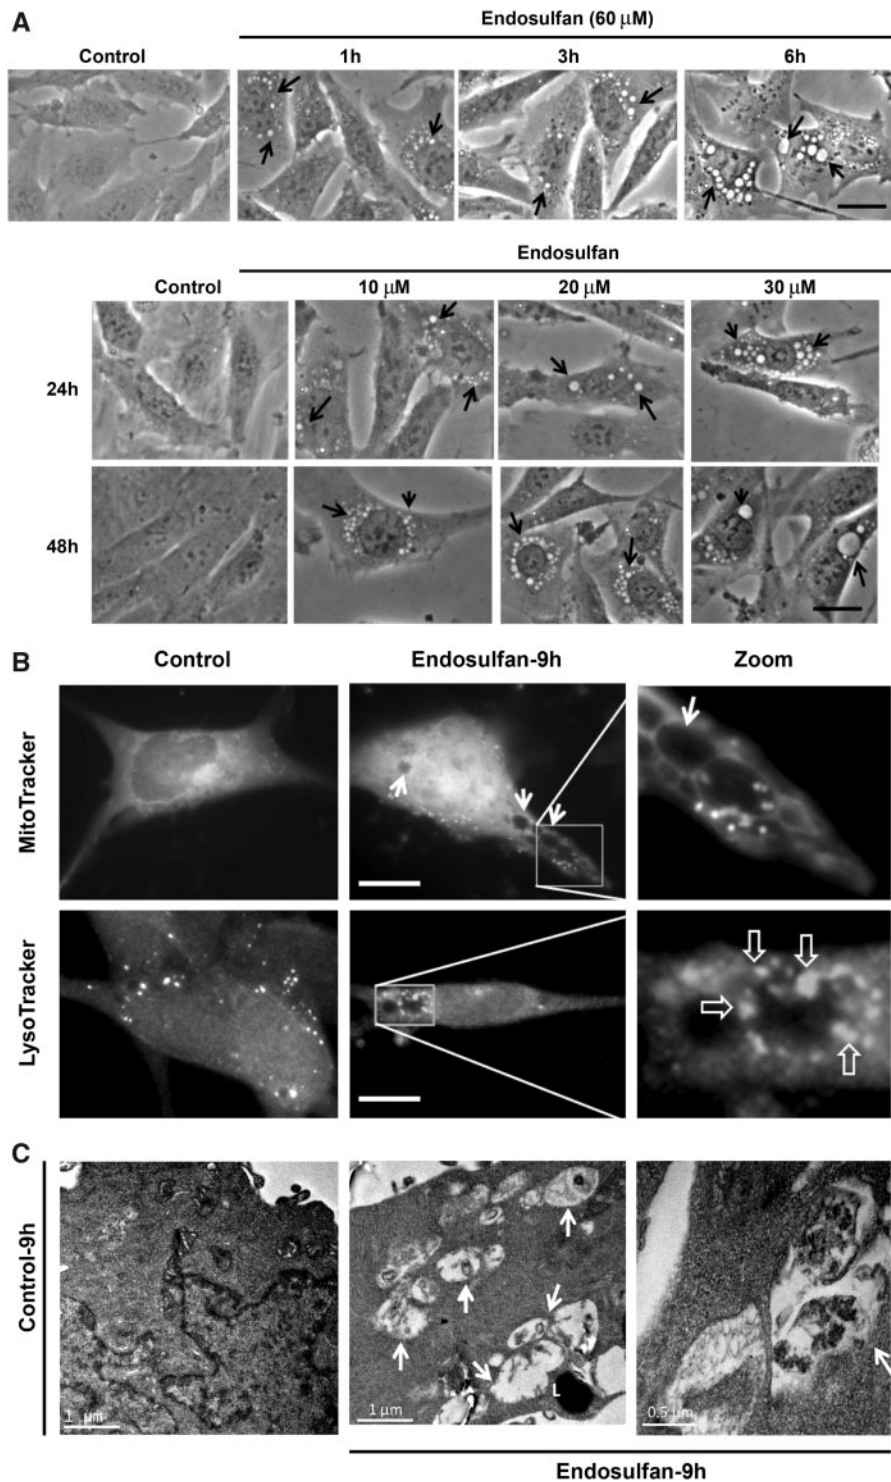 A
Endosulfan (60 μM)
Control 1h 3h 6h
Endosulfan
Control 10 μM 20 μM 30 μM
24h
48h
B
Control Endosulfan-9h Zoom
MitoTracker
LysoTracker
C
Control-9h
L
1 μm 1 μm 0.5 μm
Endosulfan-9h